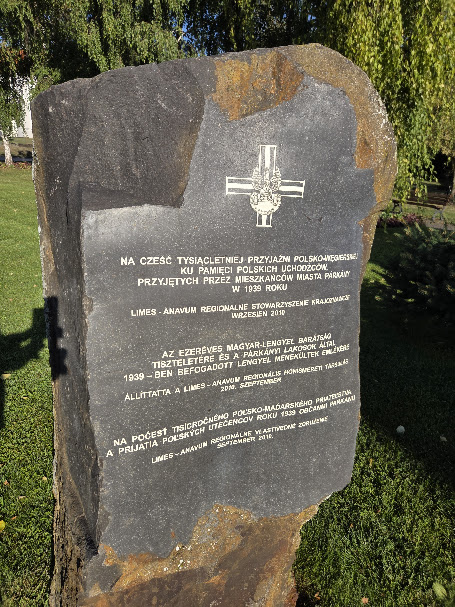 NA CZEŚĆ TYSIĄCLETNIEJ PRZYJAŹNI POLSKO-WĘGIERSKIEJ
KU PAMIĘCI POLSKICH UCHODŹCÓW,
PRZYJĘTYCH PRZEZ MIESZKAŃCÓW MIASTA PARKANY
W 1939 ROKU
LIMES - ANAVUM REGIONALNE STOWARZYSZENIE KRAJOZNAWCZE
WRZESIEŃ 2010
AZ EZERÉVES MAGYAR-LENGYEL BARÁTSÁG
TISZTELETÉRE ÉS A PÁRKÁNYI LAKOSOK ÁLTAL
1939 - BEN BEFOGADOTT LENGYEL MENEKÜLTEK EMLÉKÉRE
ÁLLÍTTATTA A LIMES - ANAVUM REGIONÁLIS HONISMERETI TÁRSULÁS
2010. SZEPTEMBER
NA POČESŤ TISÍCROČNÉHO POĽSKO-MAĎARSKÉHO PRIATEĽSTVA
A PRIJATIA POĽSKÝCH UTEČENCOV ROKU 1939 OBČANMI PARKANU
LIMES - ANAVUM REGIONÁLNE VLASTIVEDNÉ ZDRUŽENIE
SEPTEMBER 2010.